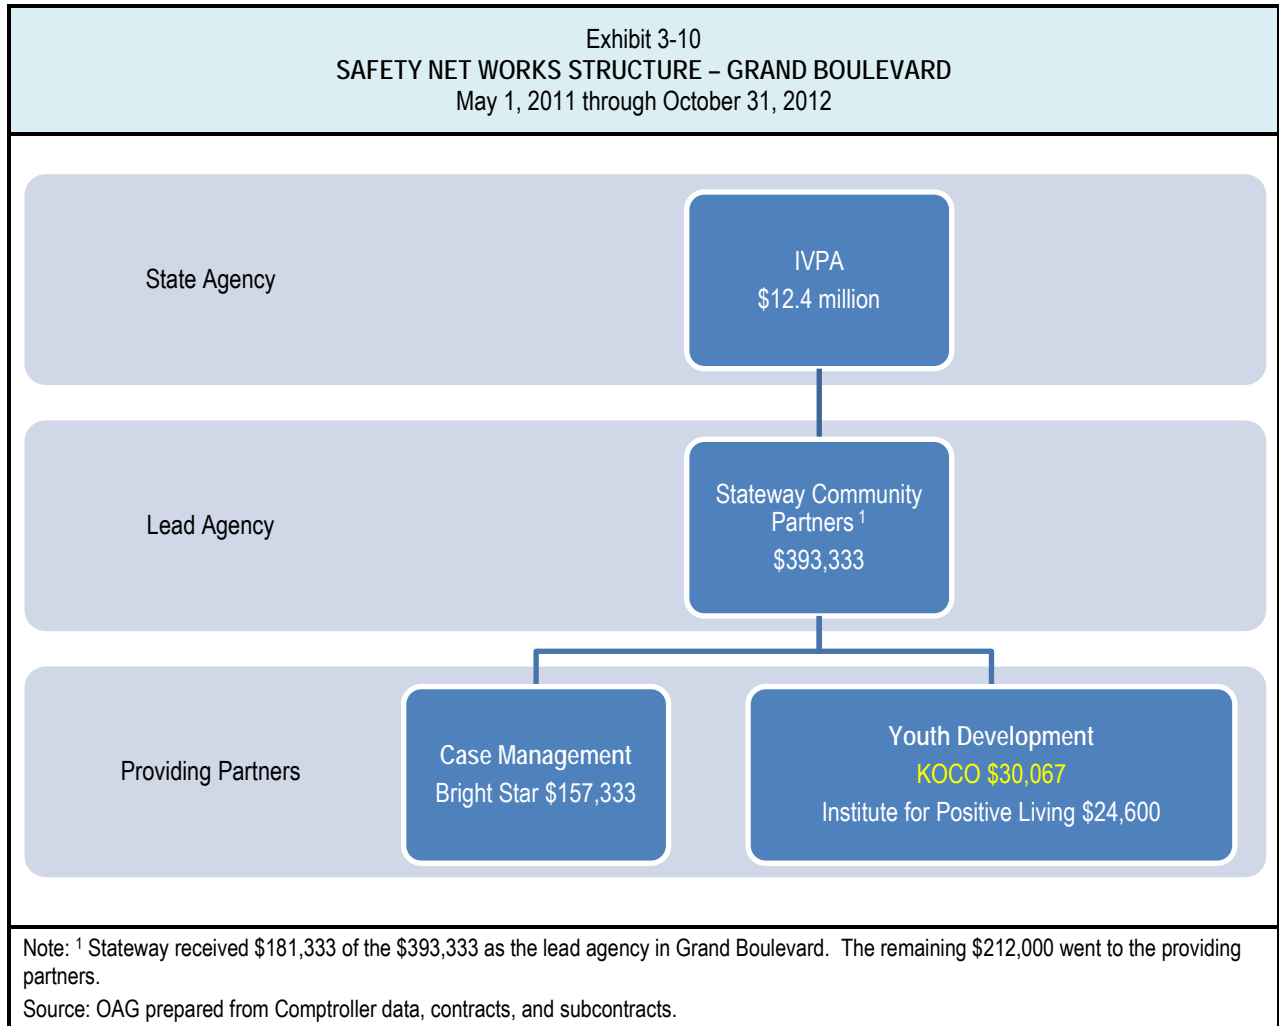 Exhibit 3-10
SAFETY NET WORKS STRUCTURE – GRAND BOULEVARD
May 1, 2011 through October 31, 2012
State Agency
IVPA
$12.4 million
Lead Agency
Stateway Community
Partners 1
$393,333
Providing Partners
Case Management
Bright Star $157,333
Youth Development
KOCO $30,067
Institute for Positive Living $24,600
Note: 1 Stateway received $181,333 of the $393,333 as the lead agency in Grand Boulevard. The remaining $212,000 went to the providing
partners.
Source: OAG prepared from Comptroller data, contracts, and subcontracts.